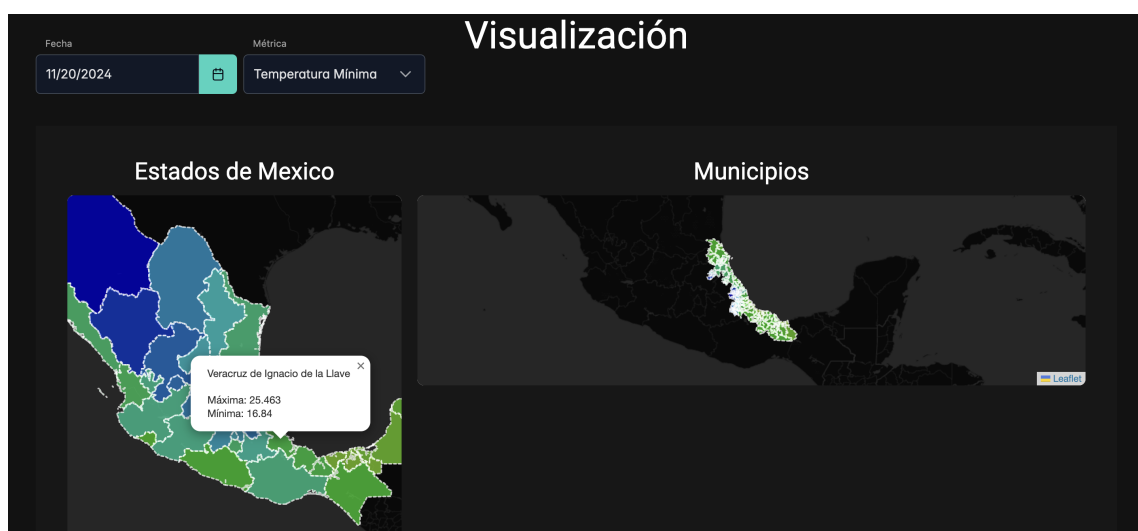 Visualización
Fecha
Métrica
11/20/2024
Temperatura Mínima
Estados de Mexico
Municipios
Veracruz de Ignacio de la Llave
×
Máxima: 25.463
Mínima: 16.84
Leaflet